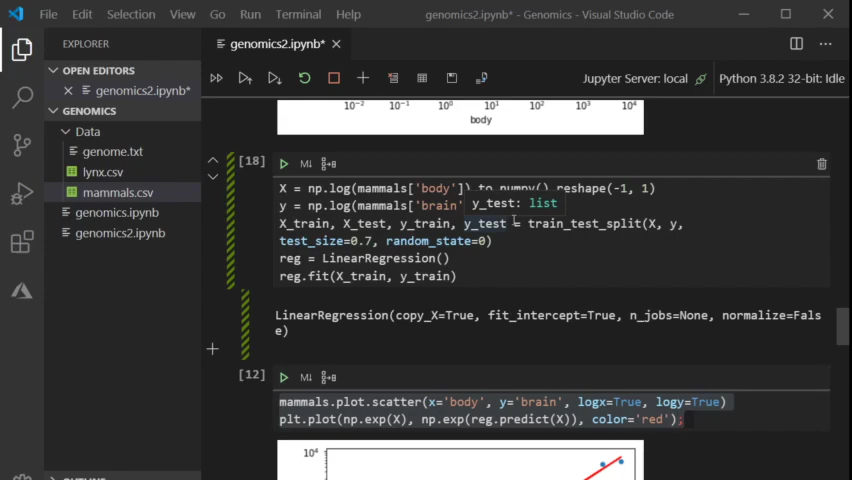 File Edit Selection View Go Run Terminal Help genomics2.ipynb* - Genomics - Visual Studio Code
EXPLORER
genomics2.ipynb*
OPEN EDITORS
genomics2.ipynb*
GENOMICS
Data
genome.txt
lynx.csv
mammals.csv
genomics.ipynb
genomics2.ipynb
Jupyter Server: local Python 3.8.2 32-bit: Idle
10⁻² 10⁻¹ 10⁰ 10¹ 10² 10³ 10⁴
body
[18]
M↓
X = np.log(mammals['body']).to_numpy().reshape(-1, 1)
y = np.log(mammals['brain'
y_test: list
X_train, X_test, y_train, y_test = train_test_split(X, y,
test_size=0.7, random_state=0)
reg = LinearRegression()
reg.fit(X_train, y_train)
LinearRegression(copy_X=True, fit_intercept=True, n_jobs=None, normalize=Fals
e)
[12]
M↓
mammals.plot.scatter(x='body', y='brain', logx=True, logy=True)
plt.plot(np.exp(X), np.exp(reg.predict(X)), color='red');
10⁴